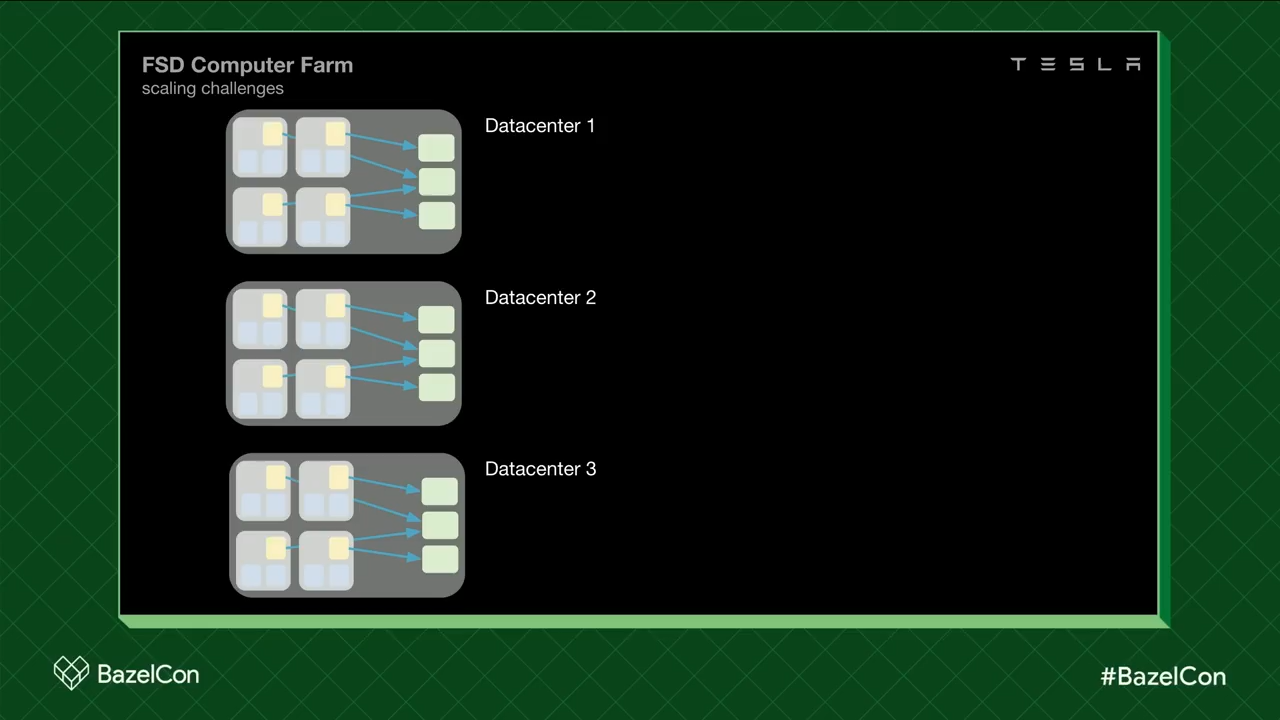 FSD Computer Farm
TESLA
scaling challenges
Datacenter 1
Datacenter 2
Datacenter 3
BazelCon
#BazelCon